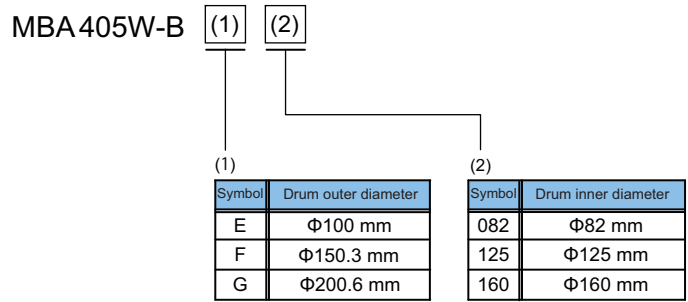 MBA405W-B (1) (2)
(1)
Symbol Drum outer diameter
E Φ100 mm
F Φ150.3 mm
G Φ200.6 mm
(2)
Symbol Drum inner diameter
082 Φ82 mm
125 Φ125 mm
160 Φ160 mm